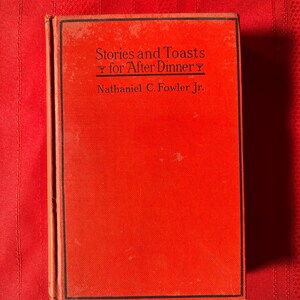 Stories and Toasts
for After Dinner
Nathaniel C. Fowler Jr.